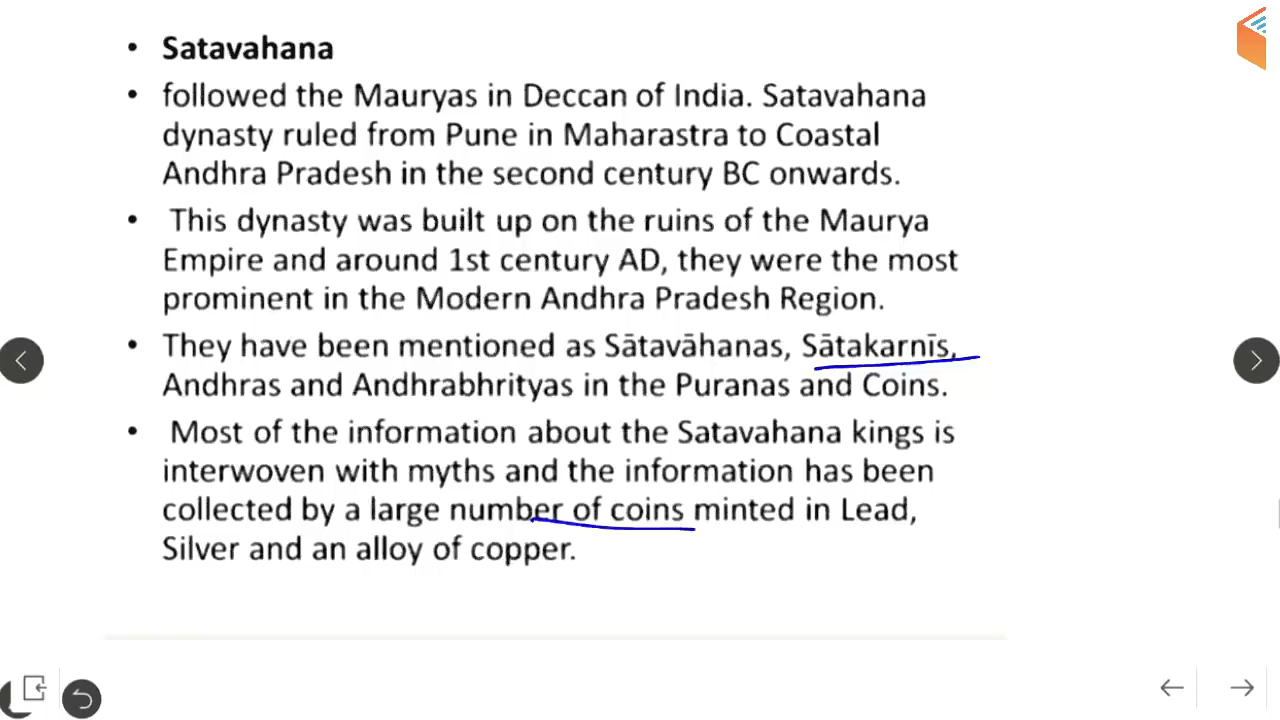 • Satavahana
• followed the Mauryas in Deccan of India. Satavahana
dynasty ruled from Pune in Maharastra to Coastal
Andhra Pradesh in the second century BC onwards.
• This dynasty was built up on the ruins of the Maurya
Empire and around 1st century AD, they were the most
prominent in the Modern Andhra Pradesh Region.
• They have been mentioned as Sātavāhanas, Sātakarnīs,
Andhras and Andhrabhrityas in the Puranas and Coins.
• Most of the information about the Satavahana kings is
interwoven with myths and the information has been
collected by a large number of coins minted in Lead,
Silver and an alloy of copper.